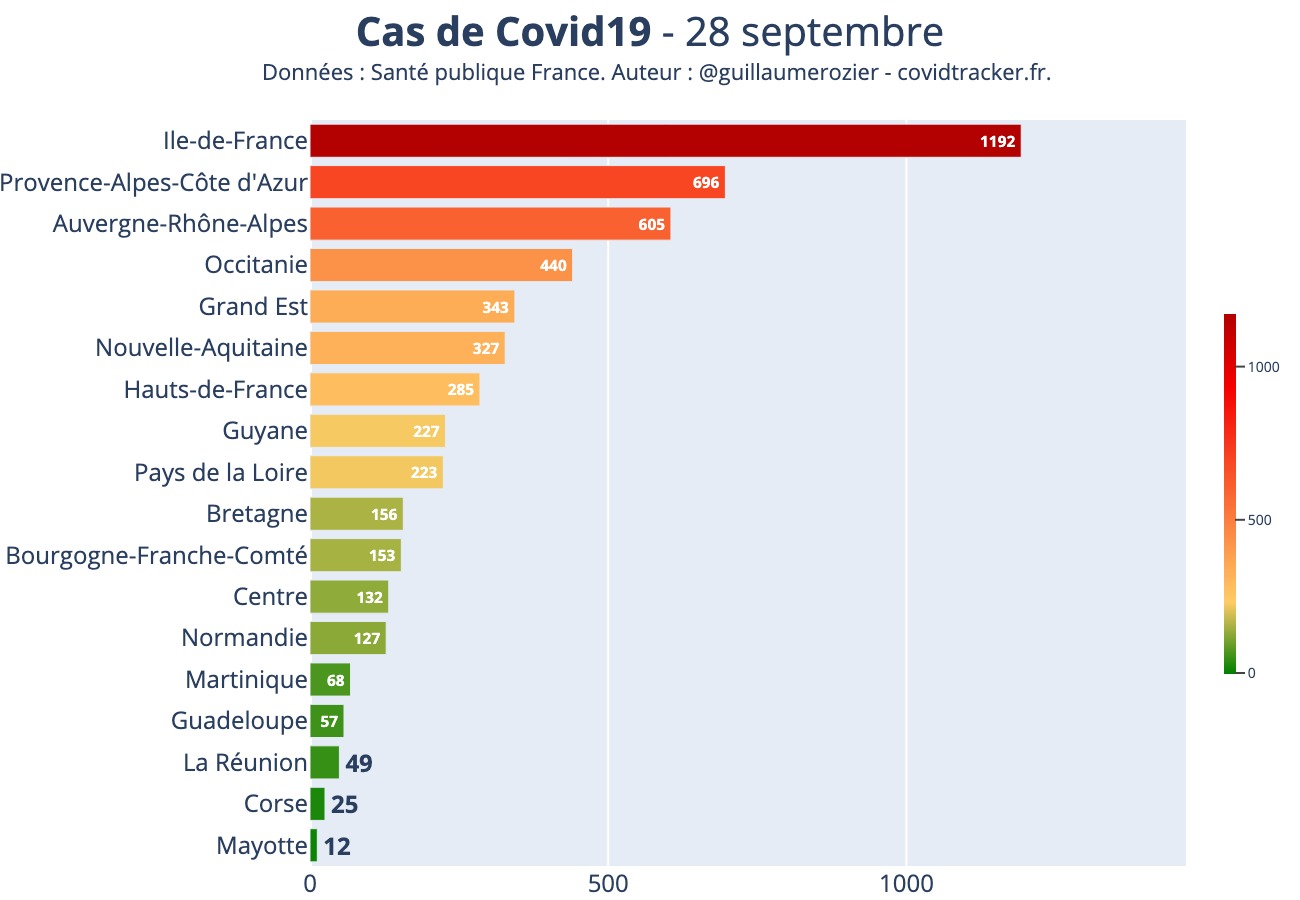 Cas de Covid19 - 28 septembre
Données : Santé publique France. Auteur : @guillaumerozier - covidtracker.fr.
Ile-de-France 1192
Provence-Alpes-Côte d'Azur 696
Auvergne-Rhône-Alpes 605
Occitanie 440
Grand Est 343
Nouvelle-Aquitaine 327
Hauts-de-France 285
Guyane 227
Pays de la Loire 223
Bretagne 156
Bourgogne-Franche-Comté 153
Centre 132
Normandie 127
Martinique 68
Guadeloupe 57
La Réunion 49
Corse 25
Mayotte 12
0 500 1000
1000
500
0